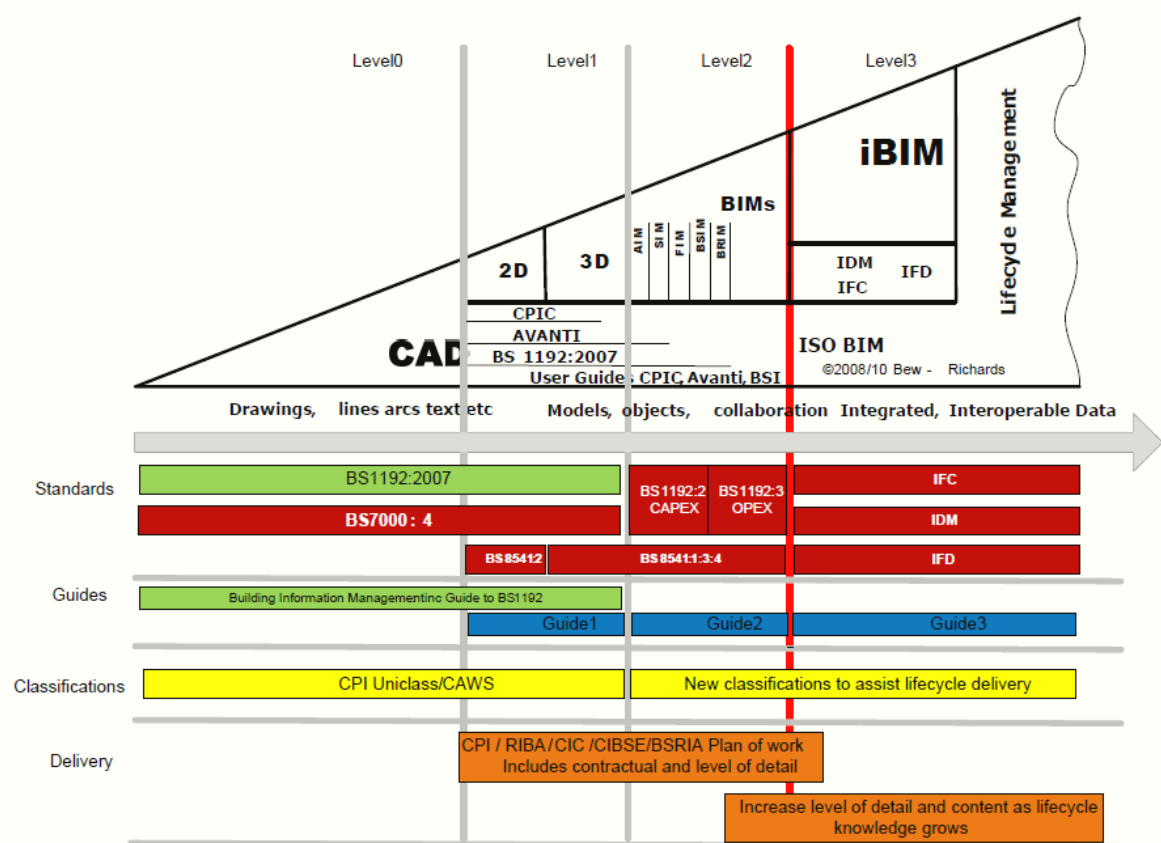 Level0
Level1
Level2
Level3
iBIM
BIMs
AIM
SIM
FIM
BSIM
BRIM
2D
3D
IDM
IFD
IFC
Lifecycle Management
CPIC
AVANTI
CAD
BS 1192:2007
User Guides CPIC, Avanti, BSI
ISO BIM
©2008/10 Bew - Richards
Drawings, lines arcs text etc
Models, objects, collaboration
Integrated, Interoperable Data
Standards
BS1192:2007
BS1192:2
CAPEX
BS1192:3
OPEX
IFC
BS7000 : 4
IDM
BS8541:2
BS8541:1:3:4
IFD
Guides
Building Information Managementinc Guide to BS1192
Guide1
Guide2
Guide3
Classifications
CPI Uniclass/CAWS
New classifications to assist lifecycle delivery
Delivery
CPI / RIBA /CIC /CIBSE/BSRIA Plan of work
Includes contractual and level of detail
Increase level of detail and content as lifecycle
knowledge grows